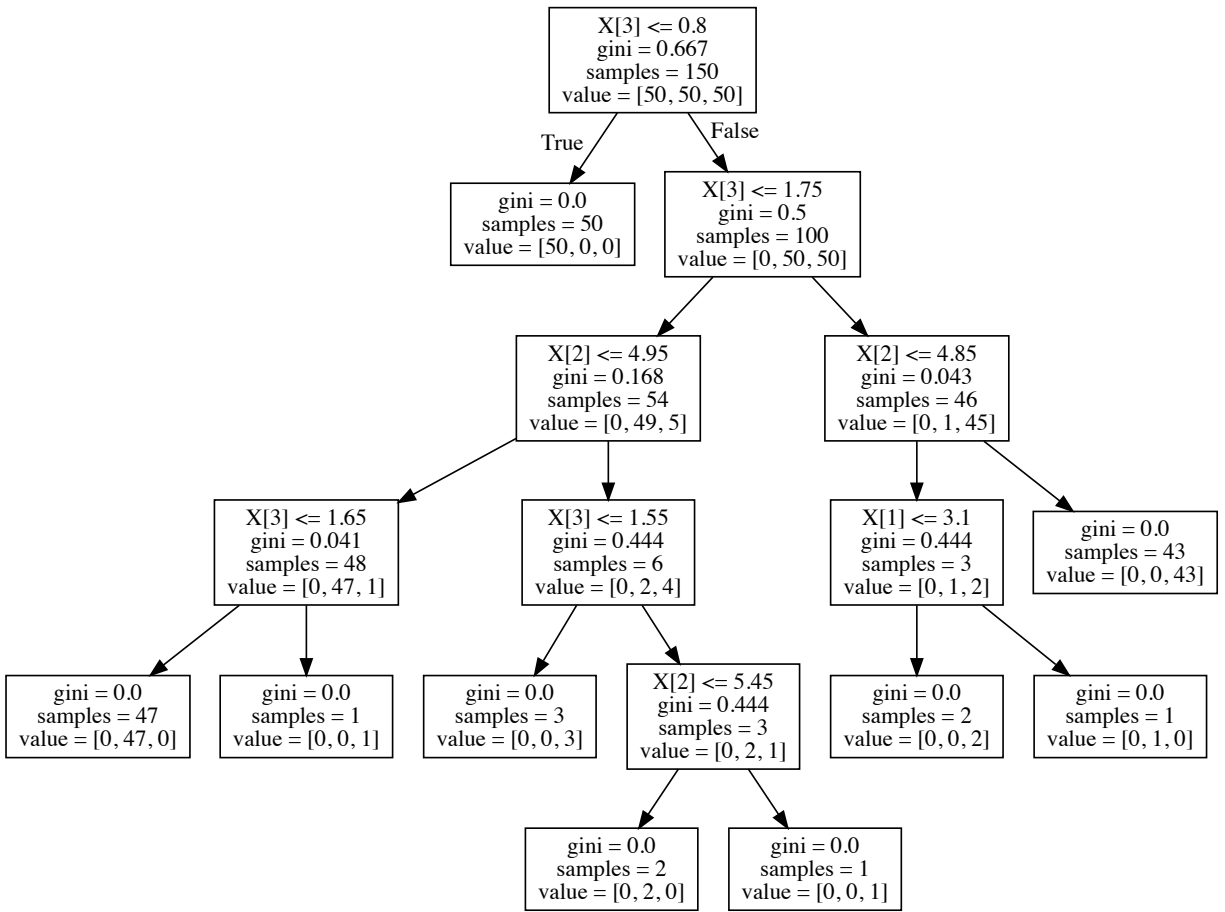 X[3] <= 0.8
gini = 0.667
samples = 150
value = [50, 50, 50]
True
False
gini = 0.0
samples = 50
value = [50, 0, 0]
X[3] <= 1.75
gini = 0.5
samples = 100
value = [0, 50, 50]
X[2] <= 4.95
gini = 0.168
samples = 54
value = [0, 49, 5]
X[2] <= 4.85
gini = 0.043
samples = 46
value = [0, 1, 45]
X[3] <= 1.65
gini = 0.041
samples = 48
value = [0, 47, 1]
X[3] <= 1.55
gini = 0.444
samples = 6
value = [0, 2, 4]
X[1] <= 3.1
gini = 0.444
samples = 3
value = [0, 1, 2]
gini = 0.0
samples = 43
value = [0, 0, 43]
gini = 0.0
samples = 47
value = [0, 47, 0]
gini = 0.0
samples = 1
value = [0, 0, 1]
gini = 0.0
samples = 3
value = [0, 0, 3]
X[2] <= 5.45
gini = 0.444
samples = 3
value = [0, 2, 1]
gini = 0.0
samples = 2
value = [0, 0, 2]
gini = 0.0
samples = 1
value = [0, 1, 0]
gini = 0.0
samples = 2
value = [0, 2, 0]
gini = 0.0
samples = 1
value = [0, 0, 1]